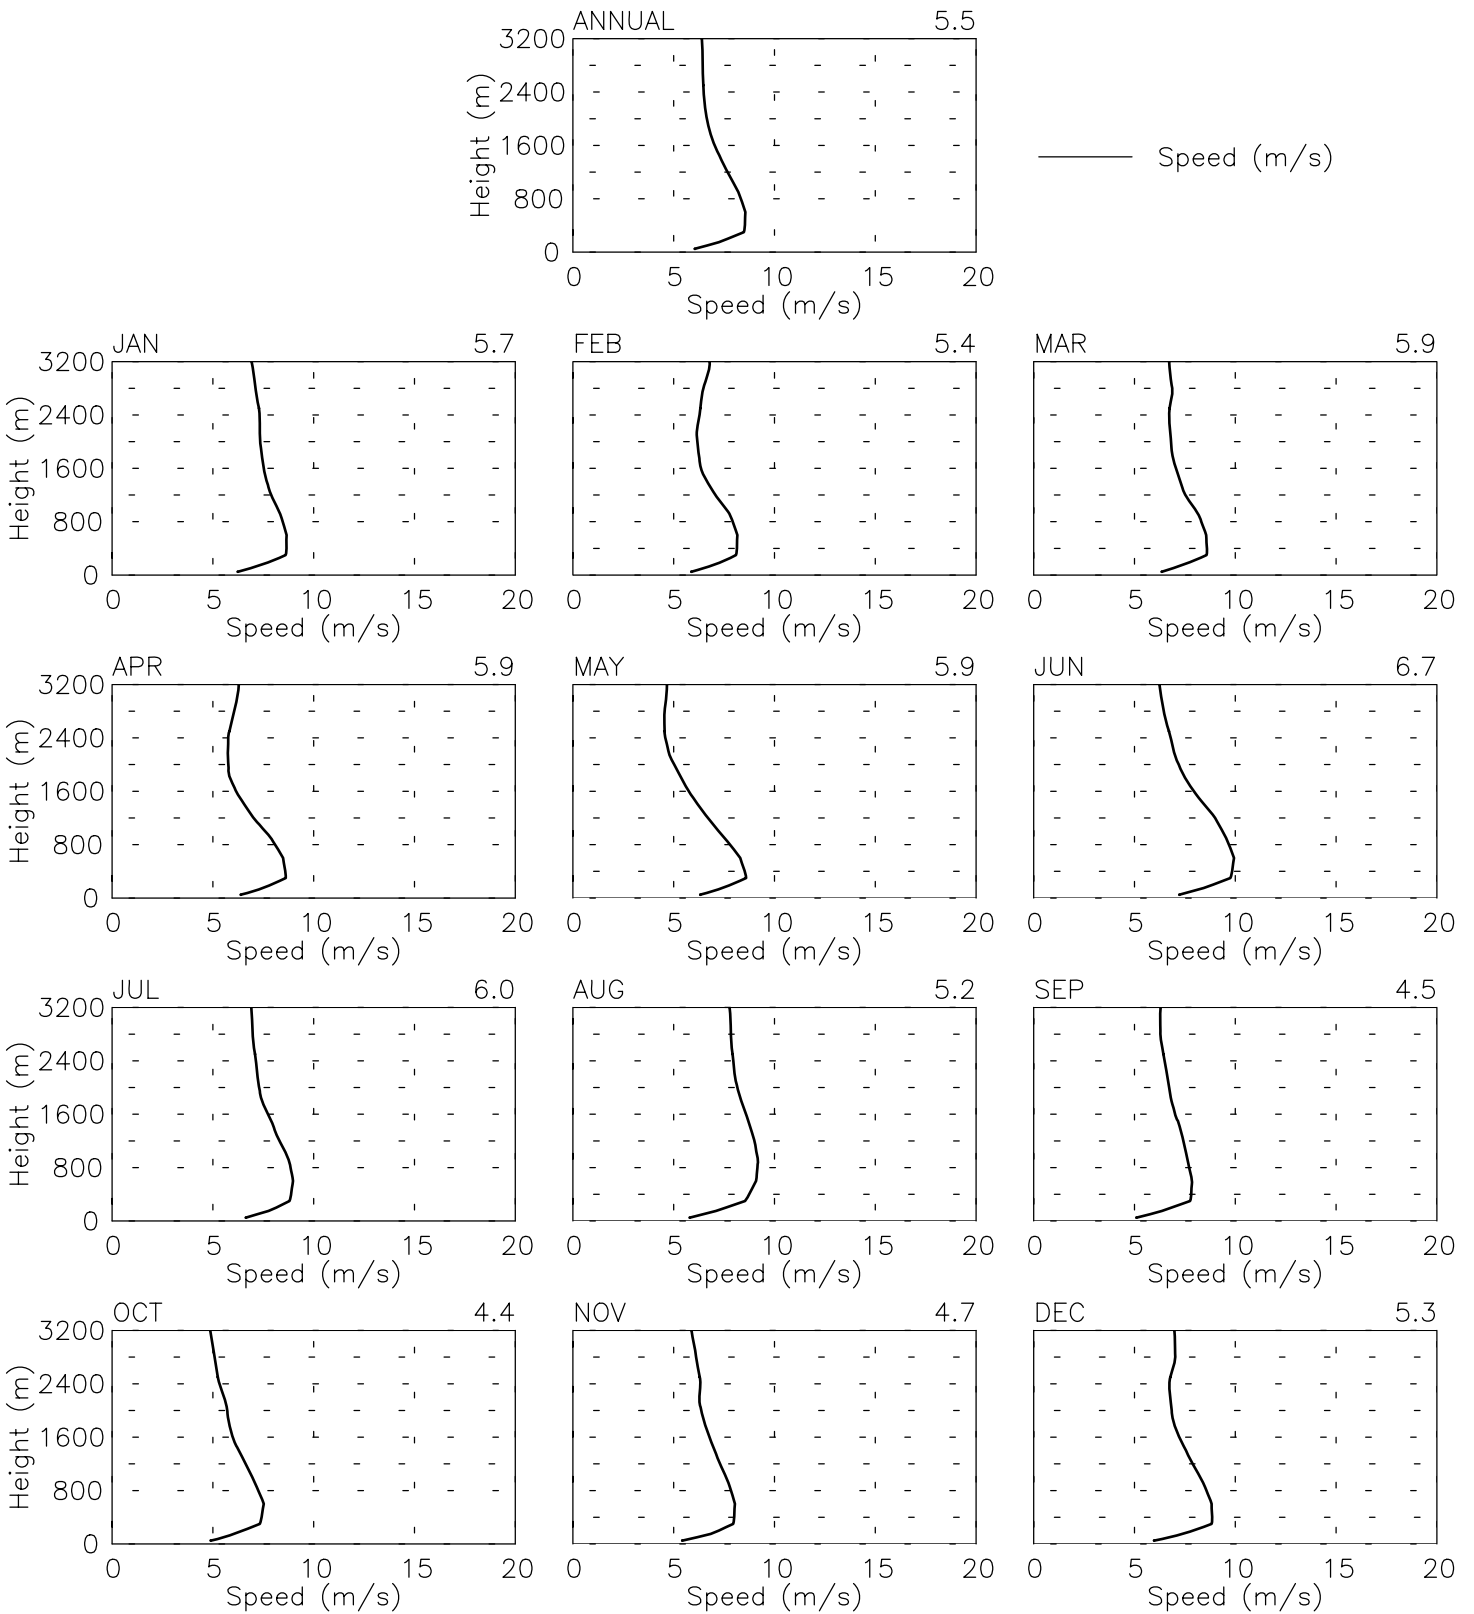 ANNUAL 5.5
3200
2400
1600
800
0
Height (m)
0 5 10 15 20
Speed (m/s)
Speed (m/s)
JAN 5.7
3200
2400
1600
800
0
Height (m)
0 5 10 15 20
Speed (m/s)
FEB 5.4
0 5 10 15 20
Speed (m/s)
MAR 5.9
0 5 10 15 20
Speed (m/s)
APR 5.9
3200
2400
1600
800
0
Height (m)
0 5 10 15 20
Speed (m/s)
MAY 5.9
0 5 10 15 20
Speed (m/s)
JUN 6.7
0 5 10 15 20
Speed (m/s)
JUL 6.0
3200
2400
1600
800
0
Height (m)
0 5 10 15 20
Speed (m/s)
AUG 5.2
0 5 10 15 20
Speed (m/s)
SEP 4.5
0 5 10 15 20
Speed (m/s)
OCT 4.4
3200
2400
1600
800
0
Height (m)
0 5 10 15 20
Speed (m/s)
NOV 4.7
0 5 10 15 20
Speed (m/s)
DEC 5.3
0 5 10 15 20
Speed (m/s)